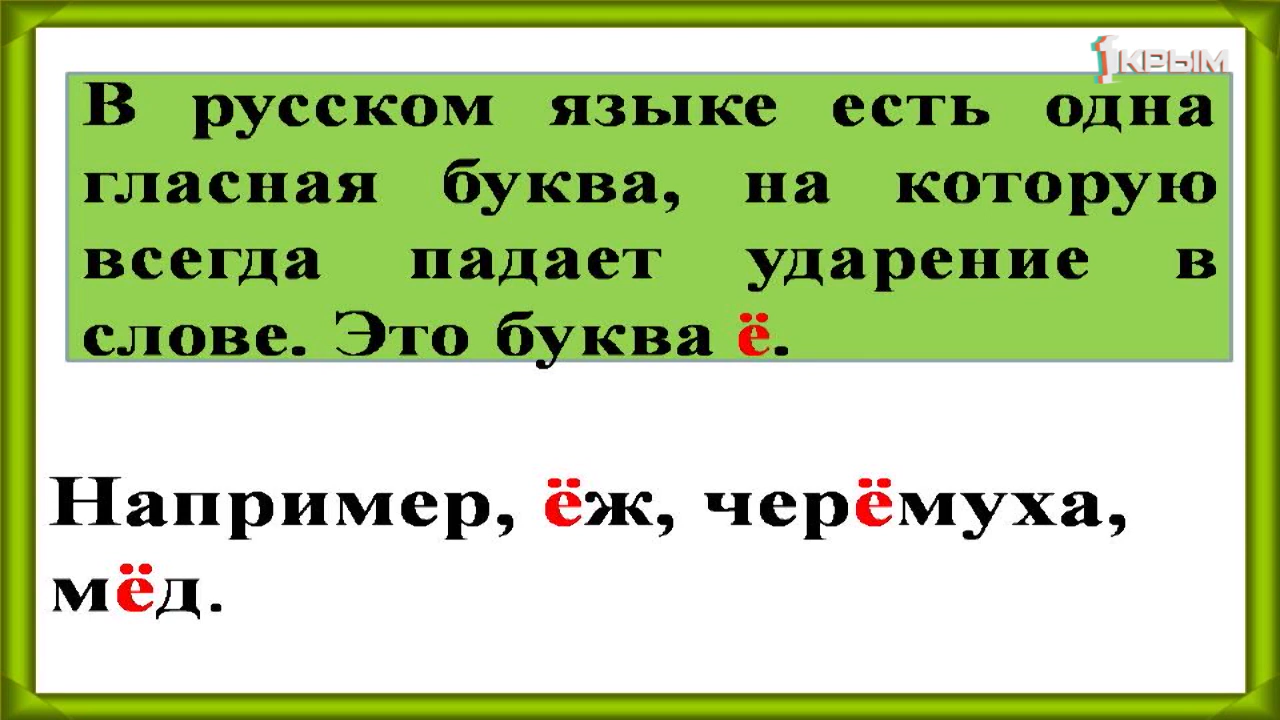 1КРЫМ
В русском языке есть одна
гласная буква, на которую
всегда падает ударение в
слове. Это буква ё.
Например, ёж, черёмуха,
мёд.